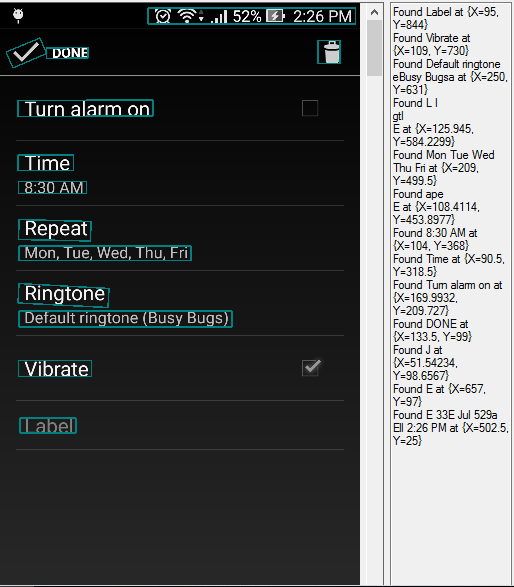 52% 2:26 PM
DONE
Turn alarm on
Time
8:30 AM
Repeat
Mon, Tue, Wed, Thu, Fri
Ringtone
Default ringtone (Busy Bugs)
Vibrate
Label
Found Label at {X=95,
Y=844}
Found Vibrate at
{X=109, Y=730}
Found Default ringtone
eBusy Bugsa at {X=250,
Y=631}
Found L l
gtl
E at {X=125.945,
Y=584.2299}
Found Mon Tue Wed
Thu Fri at {X=209,
Y=499.5}
Found ape
E at {X=108.4114,
Y=453.8977}
Found 8:30 AM at
{X=104, Y=368}
Found Time at {X=90.5,
Y=318.5}
Found Turn alarm on at
{X=169.9932,
Y=209.727}
Found DONE at
{X=133.5, Y=99}
Found J at
{X=51.54234,
Y=98.6567}
Found E at {X=657,
Y=97}
Found E 33E Jul 529a
Ell 2:26 PM at {X=502.5,
Y=25}